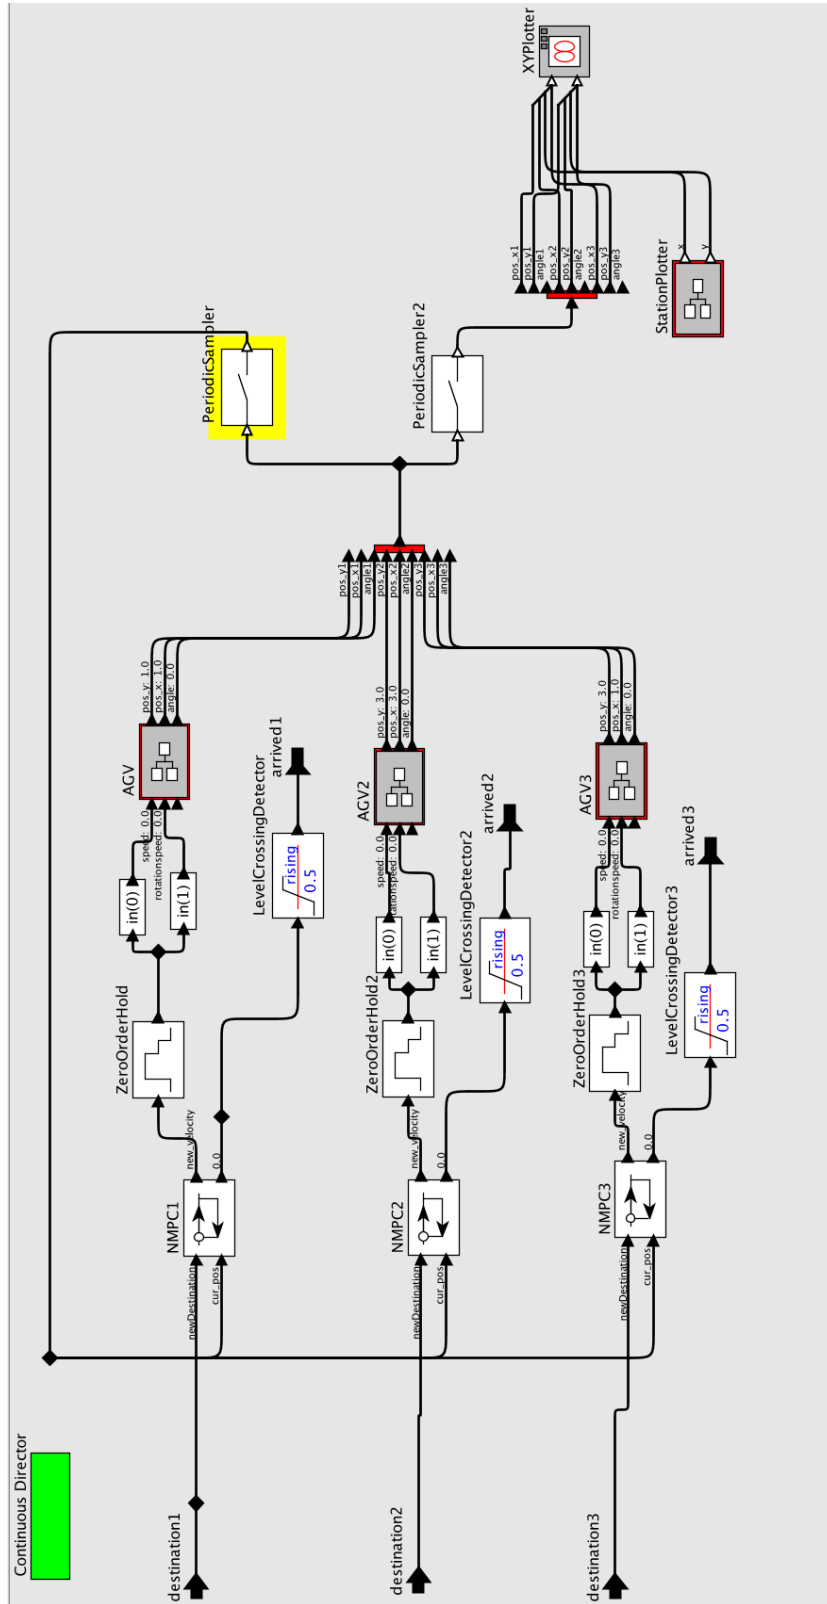 Continuous Director
destination1
newDestination
cur_pos
NMPC1
new_velocity
0.0
ZeroOrderHold
in(0)
in(1)
speed: 0.0
rotationspeed: 0.0
AGV
pos_y: 1.0
pos_x: 1.0
angle: 0.0
LevelCrossingDetector
rising
0.5
arrived1
destination2
newDestination
cur_pos
NMPC2
new_velocity
0.0
ZeroOrderHold2
in(0)
in(1)
speed: 0.0
rotationspeed: 0.0
AGV2
pos_y: 3.0
pos_x: 3.0
angle: 0.0
LevelCrossingDetector2
rising
0.5
arrived2
destination3
newDestination
cur_pos
NMPC3
new_velocity
0.0
ZeroOrderHold3
in(0)
in(1)
speed: 0.0
rotationspeed: 0.0
AGV3
pos_y: 3.0
pos_x: 1.0
angle: 0.0
LevelCrossingDetector3
rising
0.5
arrived3
pos_y1
pos_x1
angle1
pos_y2
pos_x2
angle2
pos_y3
pos_x3
angle3
PeriodicSampler
PeriodicSampler2
pos_x1
pos_y1
angle1
pos_x2
pos_y2
angle2
pos_x3
pos_y3
angle3
XYPlotter
StationPlotter
x
y